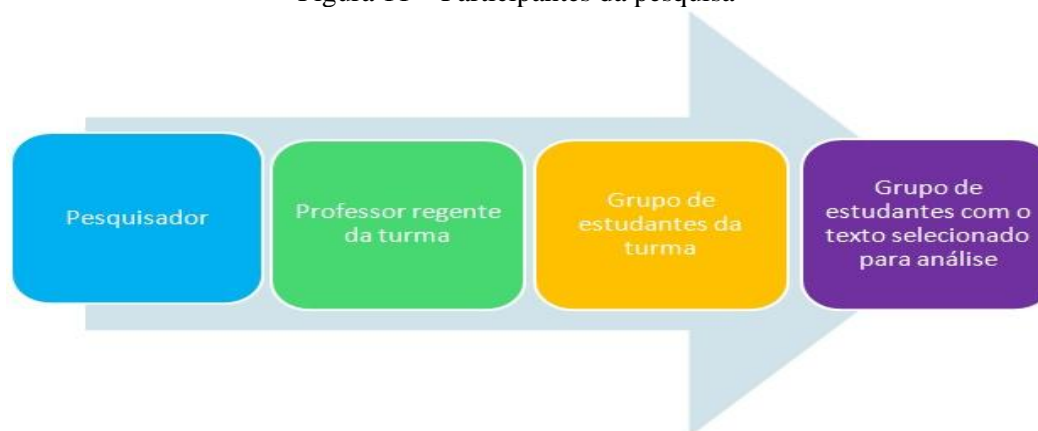 Pesquisador
Professor regente
da turma
Grupo de
estudantes da
turma
Grupo de
estudantes com o
texto selecionado
para análise